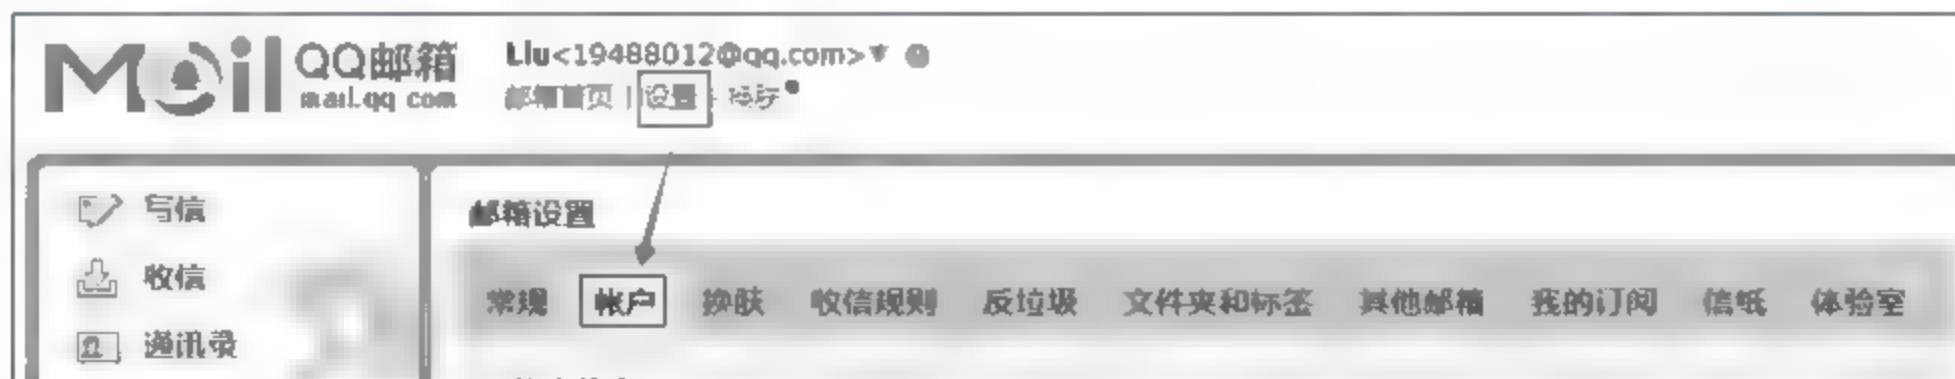 Mail QQ邮箱
mail.qq.com
Liu<19488012@qq.com>
邮箱首页 | 设置 - 换肤
写信
收信
通讯录
邮箱设置
常规 帐户 换肤 收信规则 反垃圾 文件夹和标签 其他邮箱 我的订阅 信纸 体验室